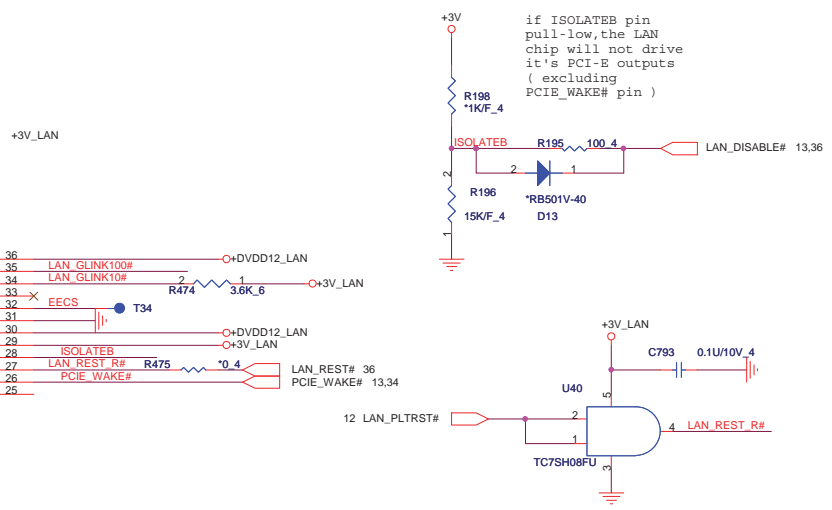 +3V
if ISOLATEB pin
pull-low,the LAN
chip will not drive
it's PCI-E outputs
( excluding
PCIE_WAKE# pin )
R198
*1K/F_4
+3V_LAN
ISOLATEB
R195
100_4
LAN_DISABLE# 13,36
2
2
1
R196
*RB501V-40
15K/F_4
D13
1
36
+DVDD12_LAN
35
LAN_GLINK100#
34
LAN_GLINK10#
2
1
+3V_LAN
R474
3.6K_6
33
32
EECS
T34
31
30
+DVDD12_LAN
29
+3V_LAN
28
ISOLATEB
27
LAN_REST_R#
R475
*0_4
LAN_REST# 36
26
PCIE_WAKE#
PCIE_WAKE# 13,34
25
+3V_LAN
C793
0.1U/10V_4
U40
5
12 LAN_PLTRST#
2
1
4
LAN_REST_R#
TC7SH08FU
3